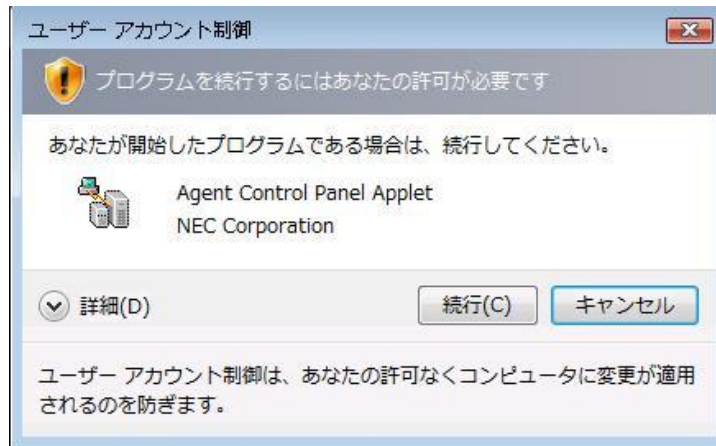 ユーザー アカウント制御
プログラムを続行するにはあなたの許可が必要です
あなたが開始したプログラムである場合は、続行してください。
Agent Control Panel Applet
NEC Corporation
詳細(D)
続行(C)
キャンセル
ユーザー アカウント制御は、あなたの許可なくコンピュータに変更が適用
されるのを防ぎます。